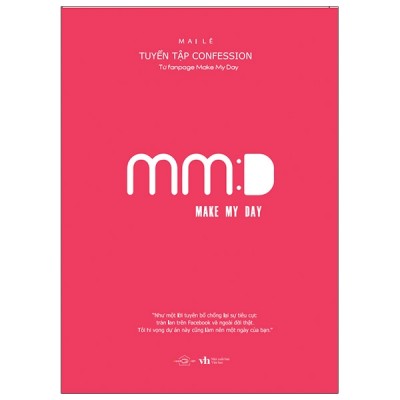 MAI LÊ
TUYỂN TẬP CONFESSION
Từ fanpage Make My Day
mm:D
MAKE MY DAY
"Như một lời tuyên bố chống lại sự tiêu cực
tràn lan trên Facebook và ngoài đời thật.
Tôi hi vọng dự án này cũng làm nên một ngày của bạn."
vh